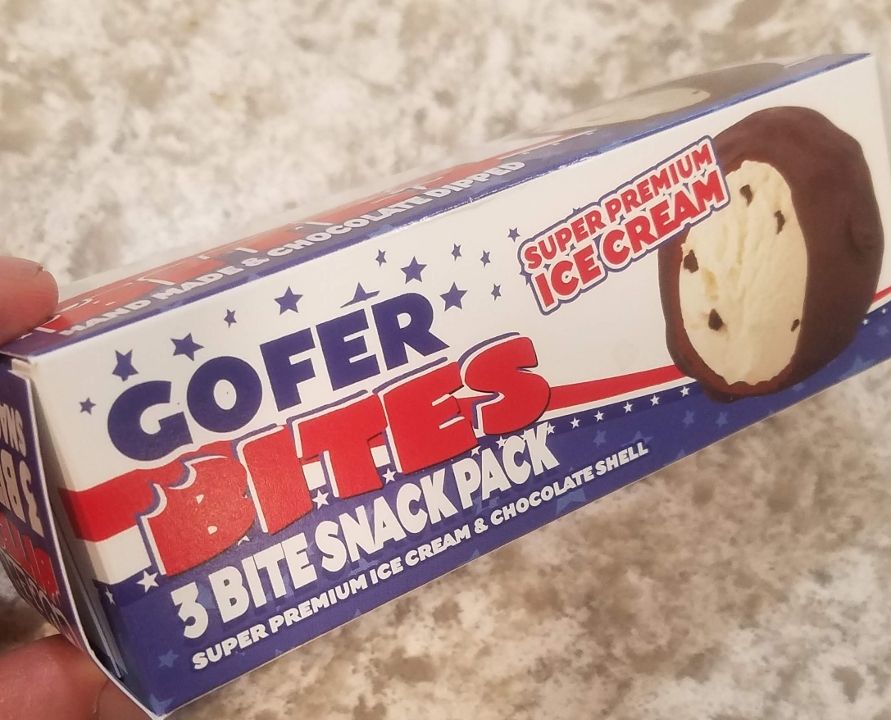 HAND MADE & CHOCOLATE DIPPED
SUPER PREMIUM
ICE CREAM
GOFER
BITES
3 BITE SNACK PACK
SUPER PREMIUM ICE CREAM & CHOCOLATE SHELL